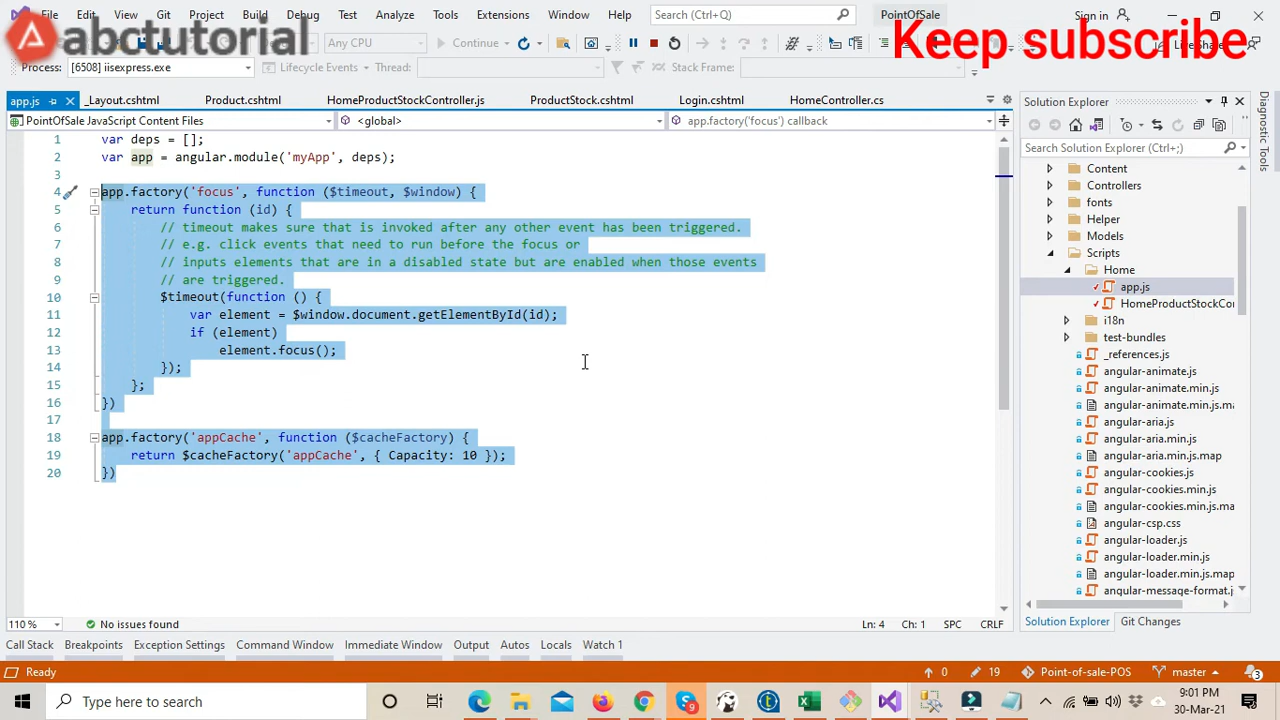 File Edit View Git Project Build Debug Test Analyze Tools Extensions Window Help Search (Ctrl+Q) PointOfSale Sign in
abctutorial
Keep subscribe
Any CPU Continue Live Share
Process: [6508] iisexpress.exe Lifecycle Events Thread: Stack Frame:
app.js _Layout.cshtml Product.cshtml HomeProductStockController.js ProductStock.cshtml Login.cshtml HomeController.cs
PointOfSale JavaScript Content Files <global> app.factory('focus') callback
1 var deps = [];
2 var app = angular.module('myApp', deps);
3
4 app.factory('focus', function ($timeout, $window) {
5 return function (id) {
6 // timeout makes sure that is invoked after any other event has been triggered.
7 // e.g. click events that need to run before the focus or
8 // inputs elements that are in a disabled state but are enabled when those events
9 // are triggered.
10 $timeout(function () {
11 var element = $window.document.getElementById(id);
12 if (element)
13 element.focus();
14 });
15 };
16 })
17
18 app.factory('appCache', function ($cacheFactory) {
19 return $cacheFactory('appCache', { Capacity: 10 });
20 })
Solution Explorer
Search Solution Explorer (Ctrl+;)
Content
Controllers
fonts
Helper
Models
Scripts
Home
app.js
HomeProductStockCo
i18n
test-bundles
_references.js
angular-animate.js
angular-animate.min.js
angular-animate.min.js.ma
angular-aria.js
angular-aria.min.js
angular-aria.min.js.map
angular-cookies.js
angular-cookies.min.js
angular-cookies.min.js.ma
angular-csp.css
angular-loader.js
angular-loader.min.js
angular-loader.min.js.map
angular-message-format.j
Solution Explorer Git Changes
Diagnostic Tools
110 % No issues found Ln: 4 Ch: 1 SPC CRLF
Call Stack Breakpoints Exception Settings Command Window Immediate Window Output Autos Locals Watch 1
Ready 0 19 Point-of-sale-POS master 3
Type here to search 9 9:01 PM
30-Mar-21